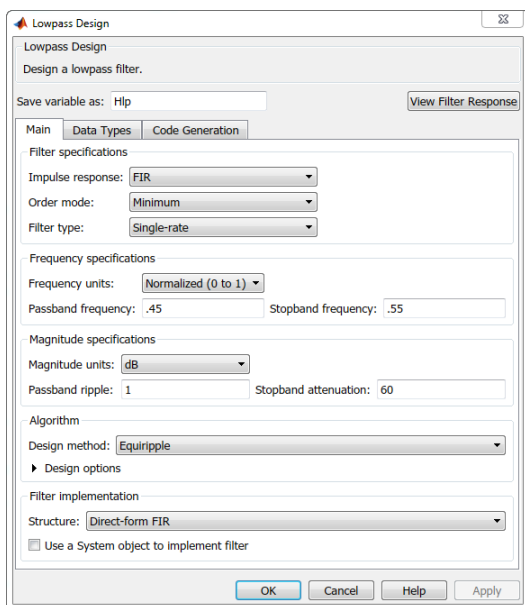 Lowpass Design
Lowpass Design
Design a lowpass filter.
Save variable as: Hlp View Filter Response
Main Data Types Code Generation
Filter specifications
Impulse response: FIR
Order mode: Minimum
Filter type: Single-rate
Frequency specifications
Frequency units: Normalized (0 to 1)
Passband frequency: .45 Stopband frequency: .55
Magnitude specifications
Magnitude units: dB
Passband ripple: 1 Stopband attenuation: 60
Algorithm
Design method: Equiripple
Design options
Filter implementation
Structure: Direct-form FIR
Use a System object to implement filter
OK Cancel Help Apply